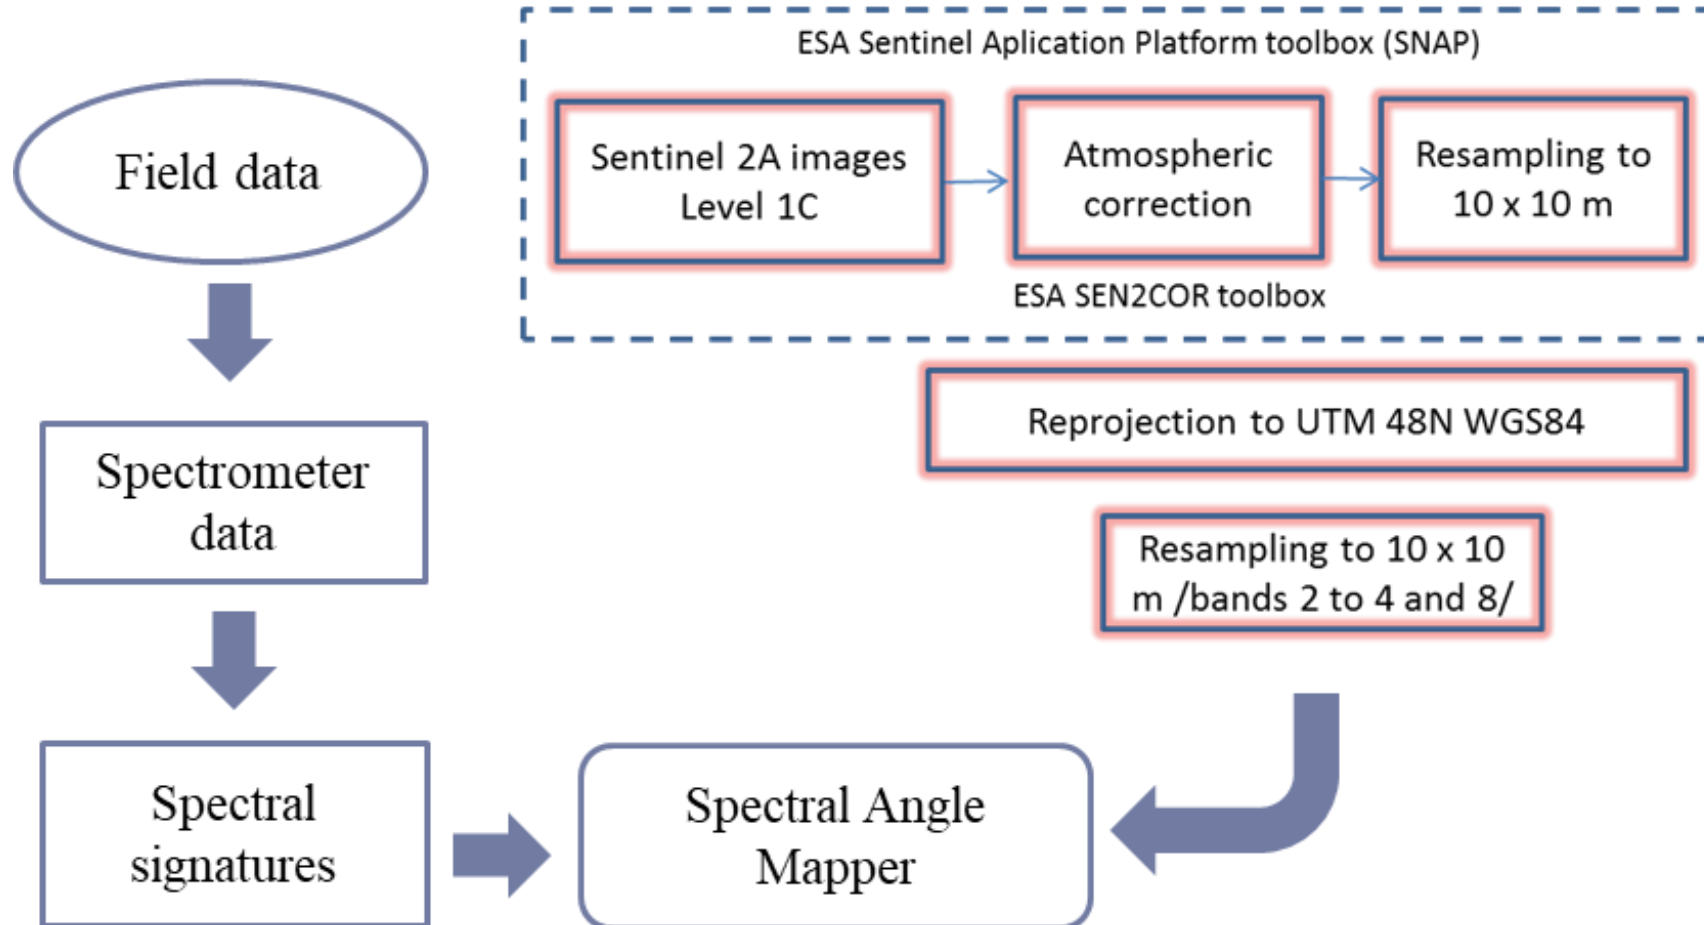 ESA Sentinel Aplication Platform toolbox (SNAP)
Field data
Sentinel 2A images
Level 1C
Atmospheric
correction
Resampling to
10 x 10 m
ESA SEN2COR toolbox
Reprojection to UTM 48N WGS84
Spectrometer
data
Resampling to 10 x 10
m /bands 2 to 4 and 8/
Spectral
signatures
Spectral Angle
Mapper